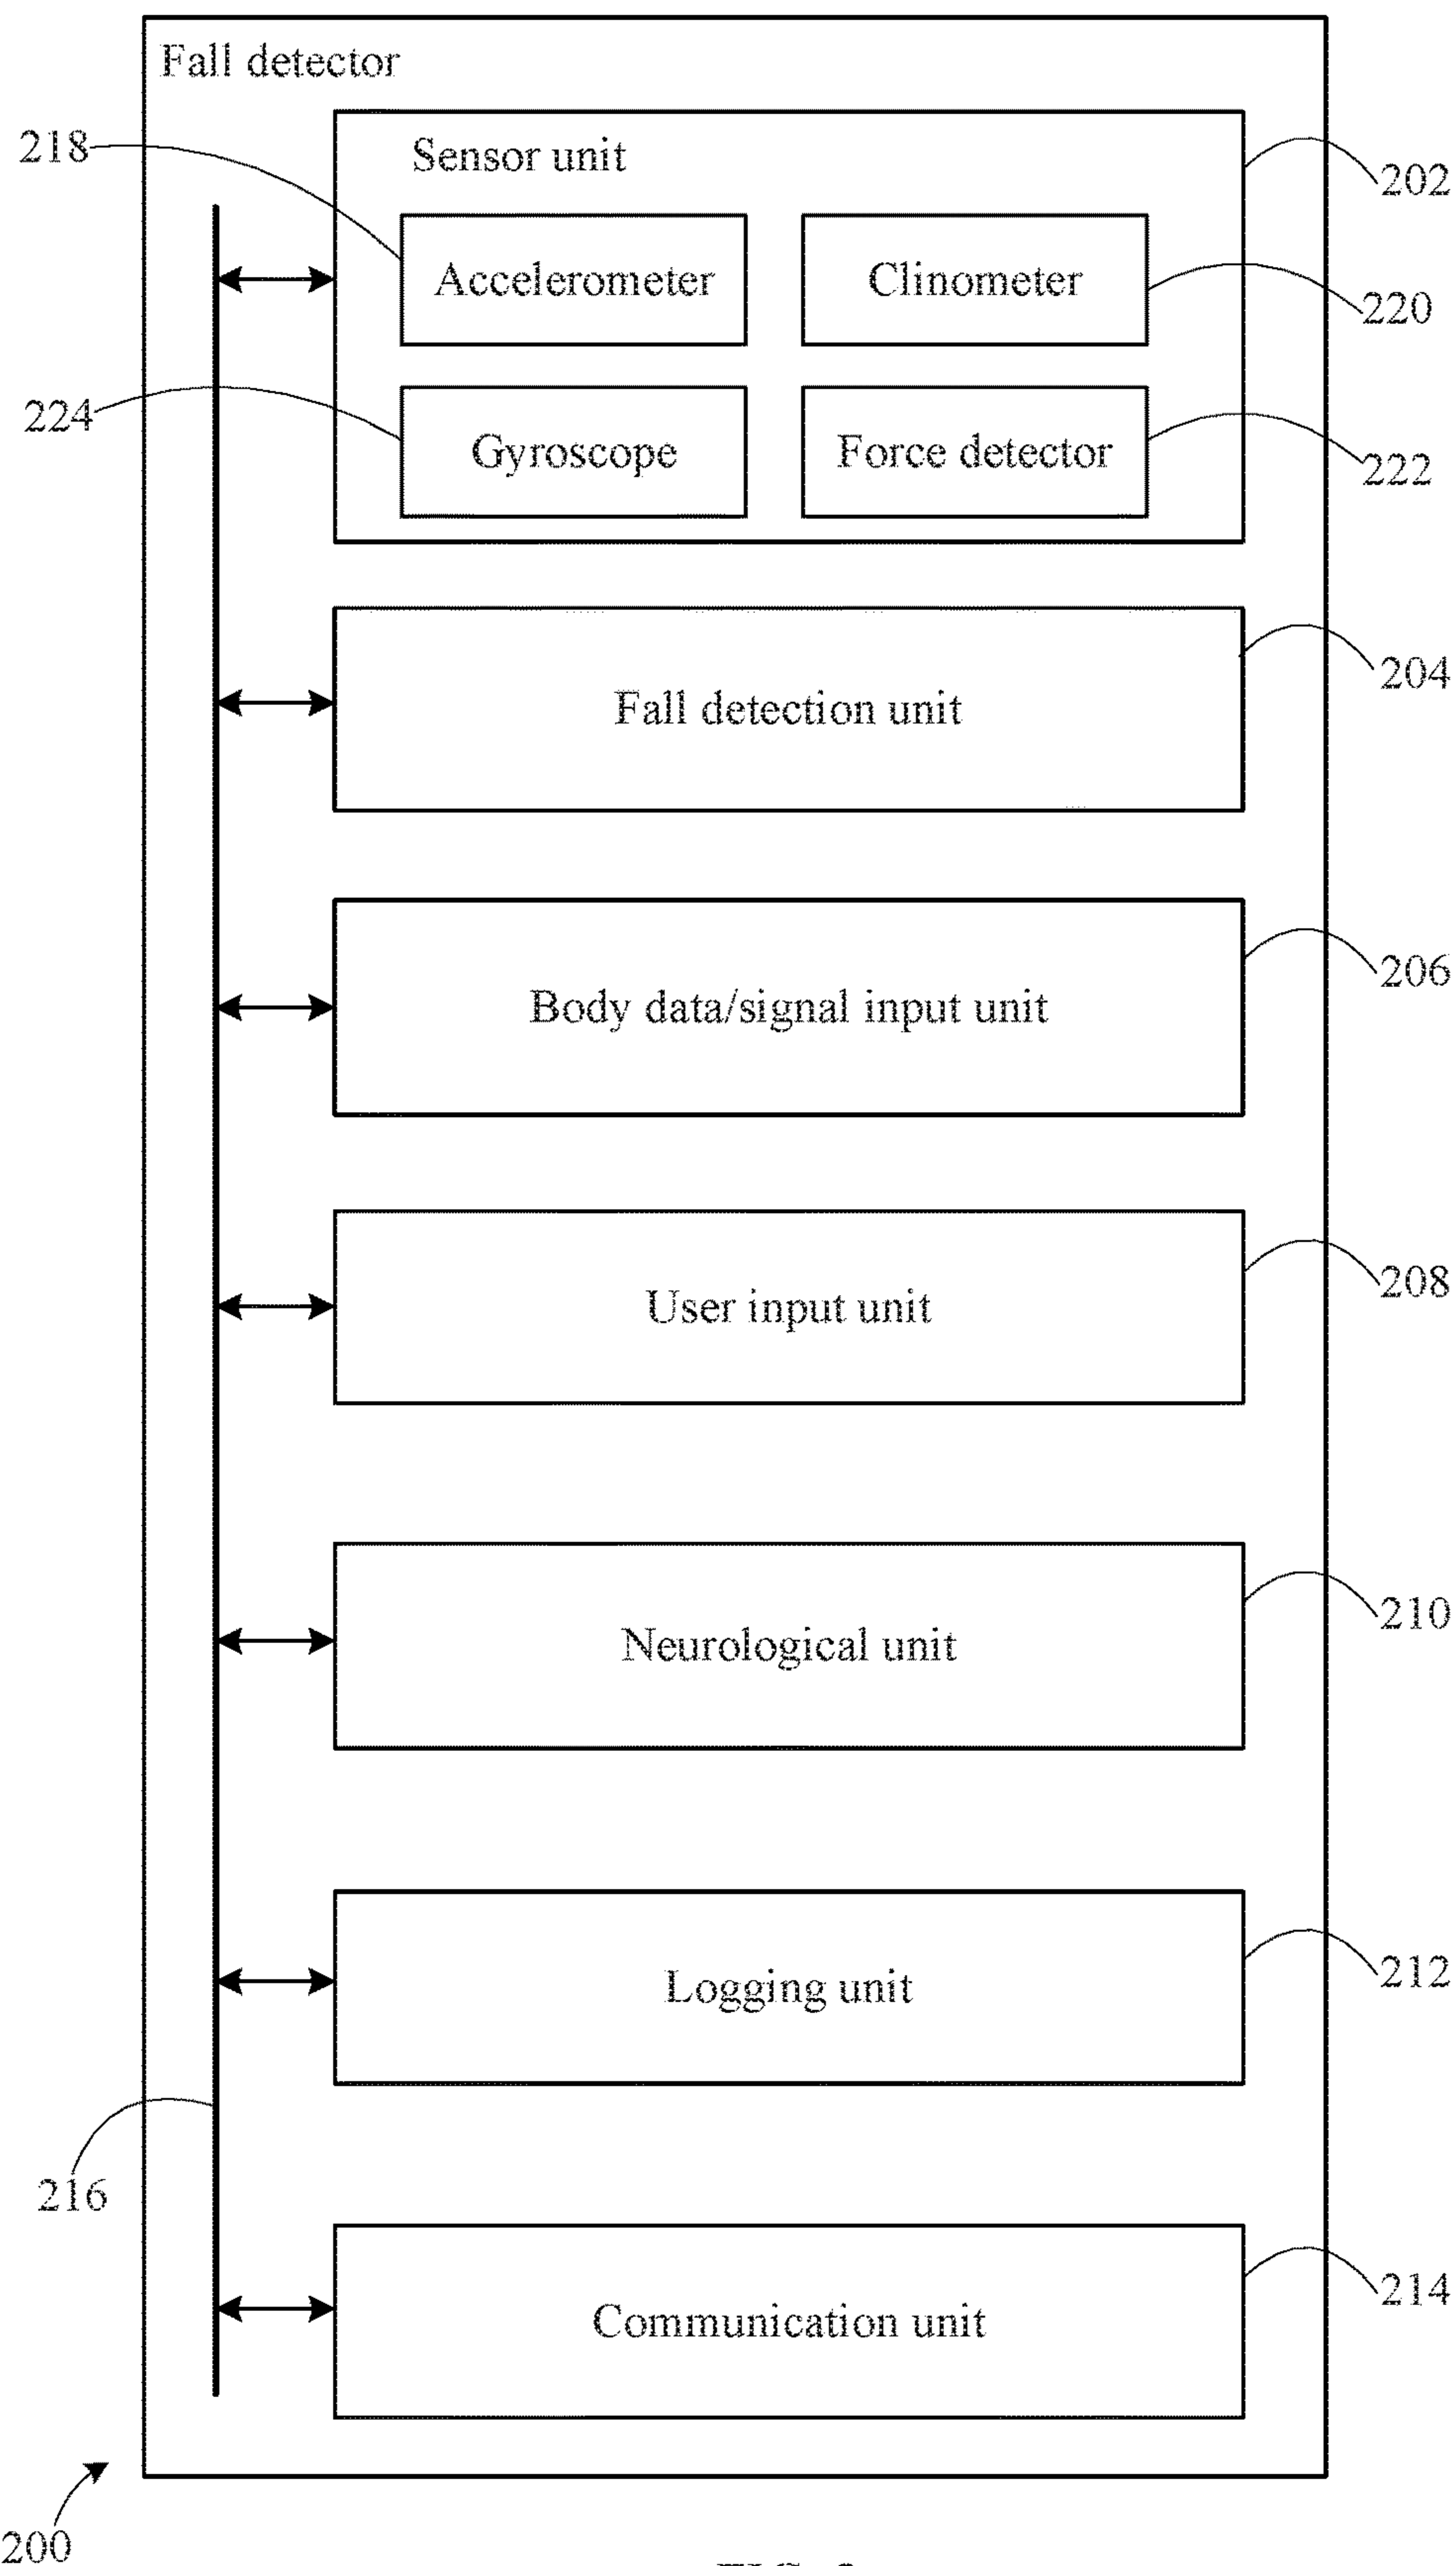 Fall detector
218
Sensor unit
202
Accelerometer
Clinometer
220
224
Gyroscope
Force detector
222
204
Fall detection unit
206
Body data/signal input unit
208
User input unit
210
Neurological unit
212
Logging unit
216
214
Communication unit
200